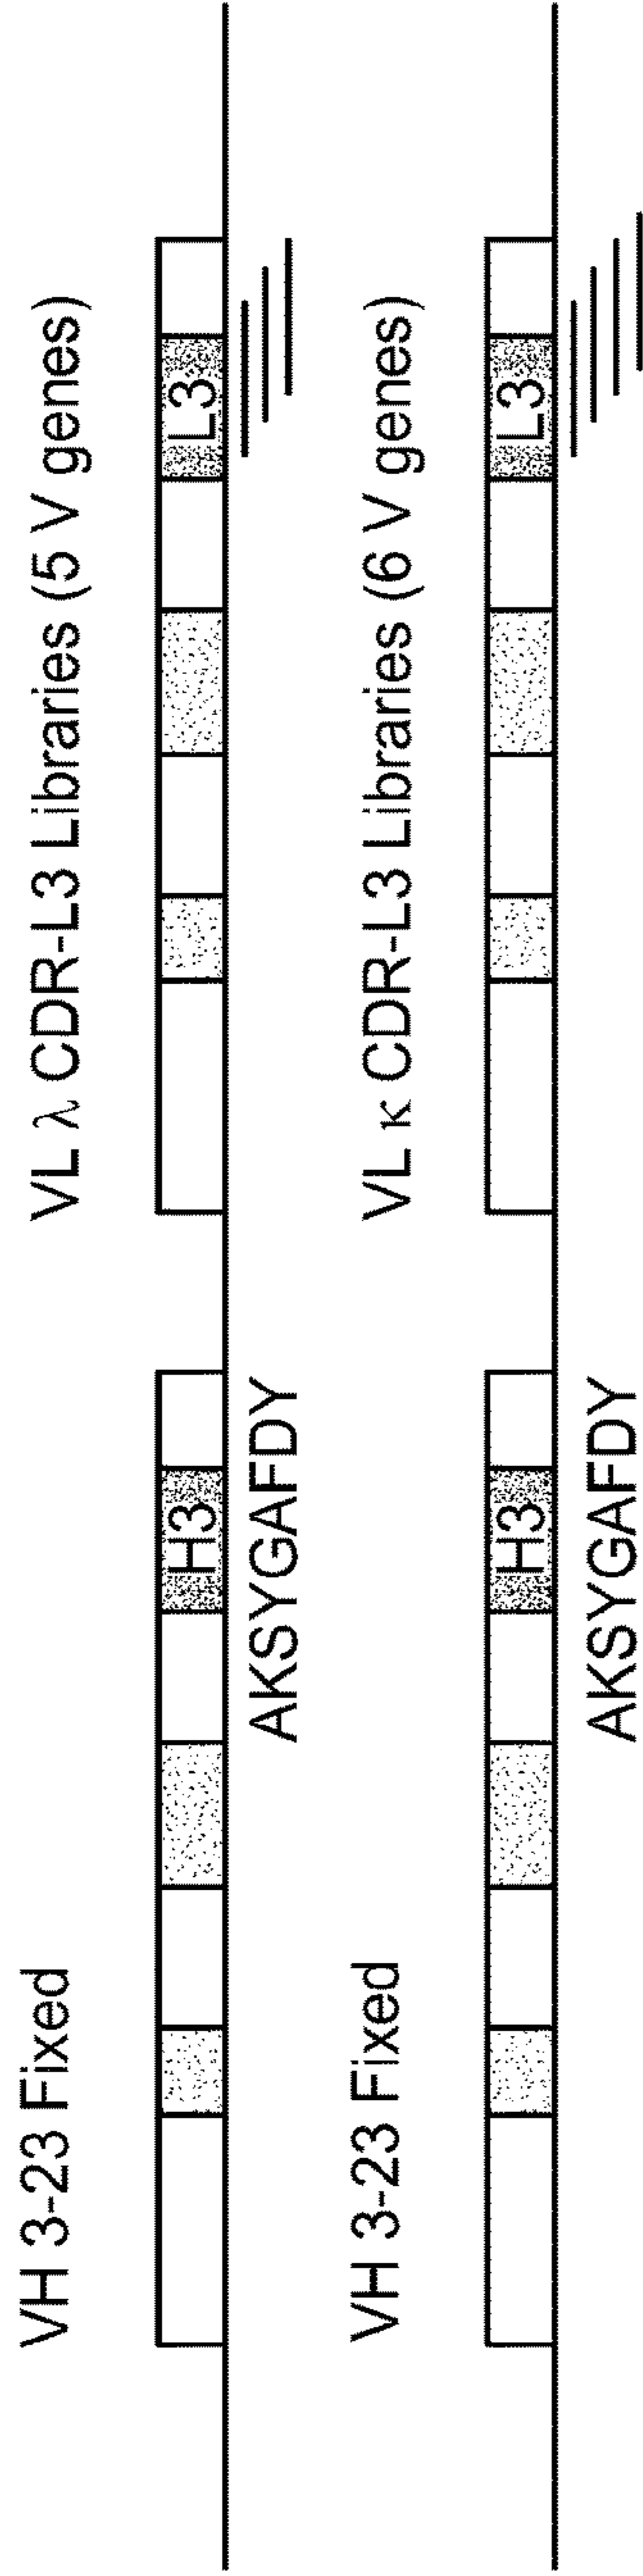 VH 3-23 Fixed
VL λ CDR-L3 Libraries (5 V genes)
H3
L3
AKSYGAFDY
VH 3-23 Fixed
VL κ CDR-L3 Libraries (6 V genes)
H3
L3
AKSYGAFDY